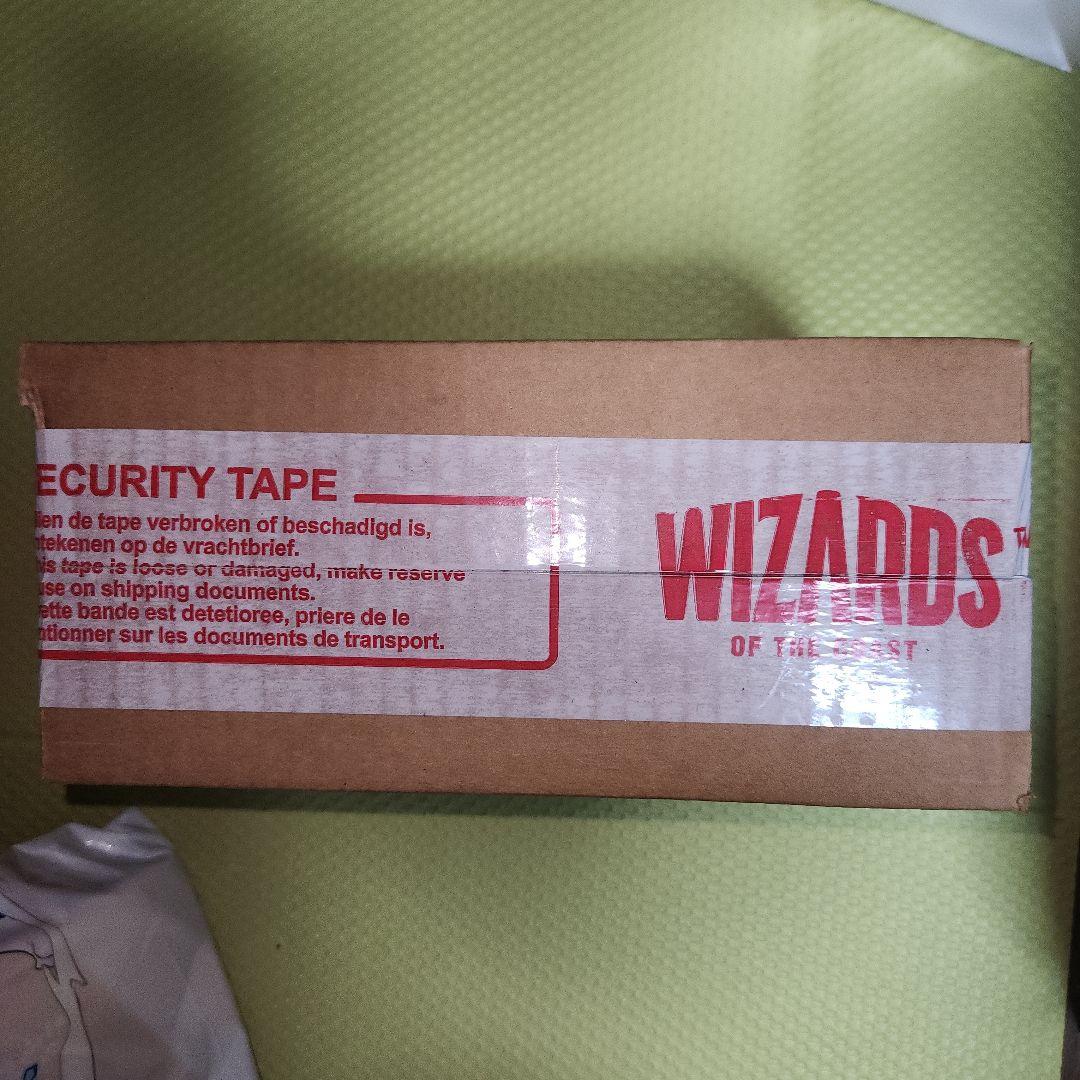 ECURITY TAPE
ien de tape verbroken of beschadigd is,
tekenen op de vrachtbrief.
is tape is loose or damaged, make reserve
use on shipping documents.
ette bande est detetioree, priere de le
ntionner sur les documents de transport.
WIZARDS
OF THE COAST